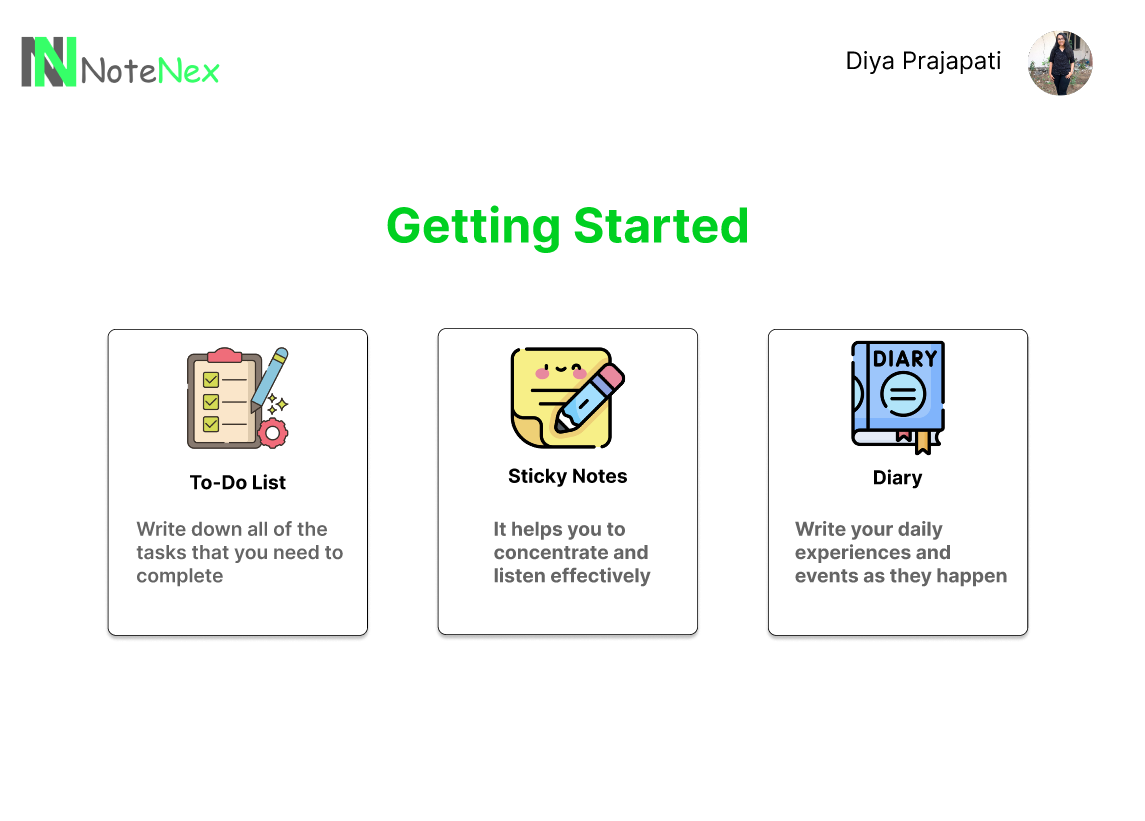 NoteNex
Diya Prajapati
Getting Started
To-Do List
Write down all of the
tasks that you need to
complete
Sticky Notes
It helps you to
concentrate and
listen effectively
DIARY
Diary
Write your daily
experiences and
events as they happen